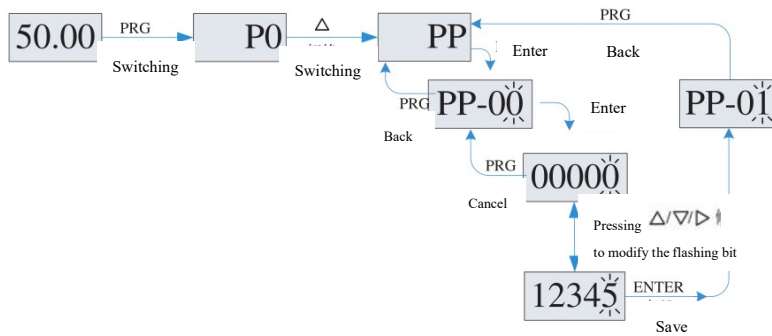 PRG
50.00
PRG
P0
△
PP
Enter
Back
Switching
Switching
PRG
PP-00
Enter
PP-01
Back
PRG
00000
Cancel
Pressing △/▽/▷
to modify the flashing bit
12345
ENTER
Save